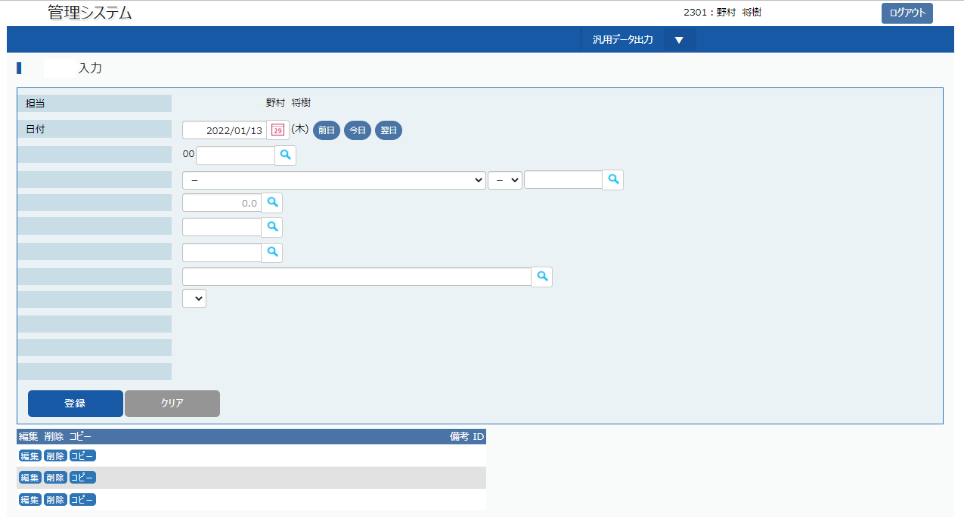 管理システム 2301：野村 将樹 ログアウト
汎用データ出力 ▼
入力
担当 野村 将樹
日付 2022/01/13 29 (木) 前日 今日 翌日
00
– –
0.0
登録 クリア
編集 削除 コピー 備考 ID
編集 削除 コピー
編集 削除 コピー
編集 削除 コピー